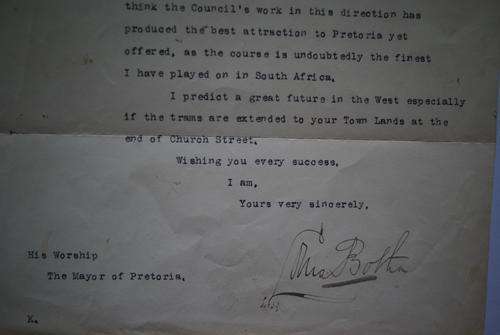 think the Council's work in this direction has
produced the best attraction to Pretoria yet
offered, as the course is undoubtedly the finest
I have played on in South Africa.
I predict a great future in the West especially
if the trams are extended to your Town Lands at the
end of Church Street.
Wishing you every success.
I am.
Yours very sincerely.
Louis Botha
His Worship
The Mayor of Pretoria.
K.